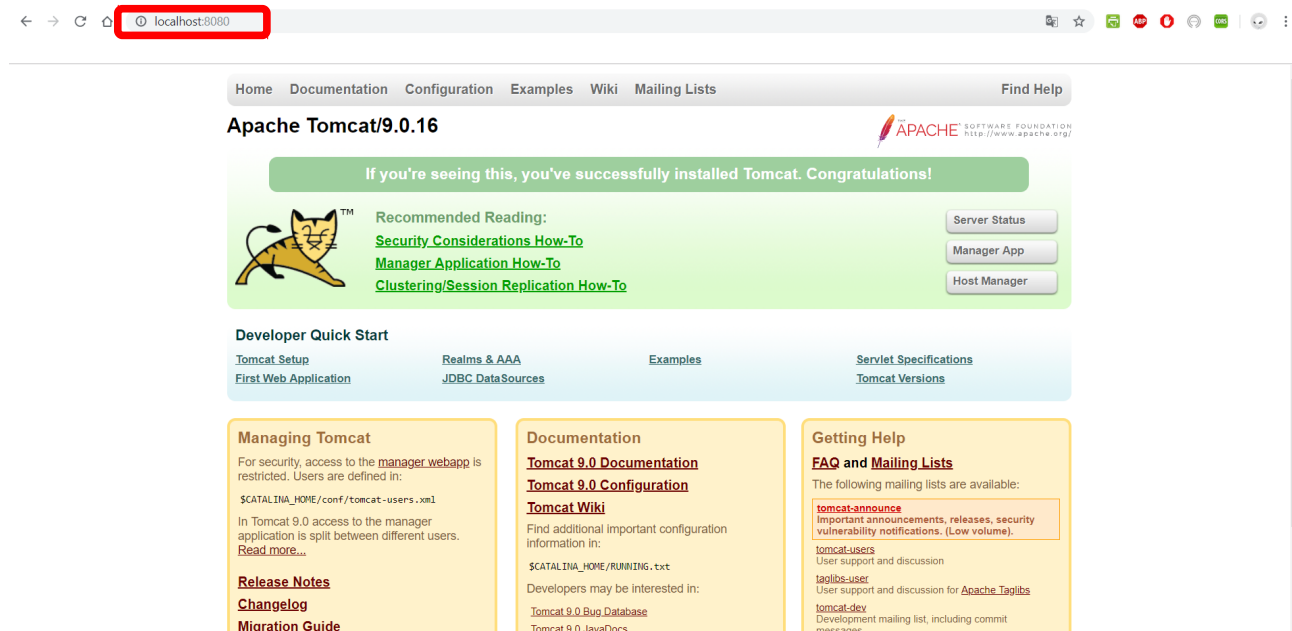 localhost:8080
ABP
CORS
Home Documentation Configuration Examples Wiki Mailing Lists Find Help
Apache Tomcat/9.0.16
THE
APACHE® SOFTWARE FOUNDATION
http://www.apache.org/
If you're seeing this, you've successfully installed Tomcat. Congratulations!
TM
Recommended Reading:
Security Considerations How-To
Manager Application How-To
Clustering/Session Replication How-To
Server Status
Manager App
Host Manager
Developer Quick Start
Tomcat Setup
First Web Application
Realms & AAA
JDBC DataSources
Examples
Servlet Specifications
Tomcat Versions
Managing Tomcat
For security, access to the manager webapp is
restricted. Users are defined in:
$CATALINA_HOME/conf/tomcat-users.xml
In Tomcat 9.0 access to the manager
application is split between different users.
Read more...
Release Notes
Changelog
Migration Guide
Documentation
Tomcat 9.0 Documentation
Tomcat 9.0 Configuration
Tomcat Wiki
Find additional important configuration
information in:
$CATALINA_HOME/RUNNING.txt
Developers may be interested in:
Tomcat 9.0 Bug Database
Tomcat 9.0 JavaDocs
Getting Help
FAQ and Mailing Lists
The following mailing lists are available:
tomcat-announce
Important announcements, releases, security
vulnerability notifications. (Low volume).
tomcat-users
User support and discussion
taglibs-user
User support and discussion for Apache Taglibs
tomcat-dev
Development mailing list, including commit
messages